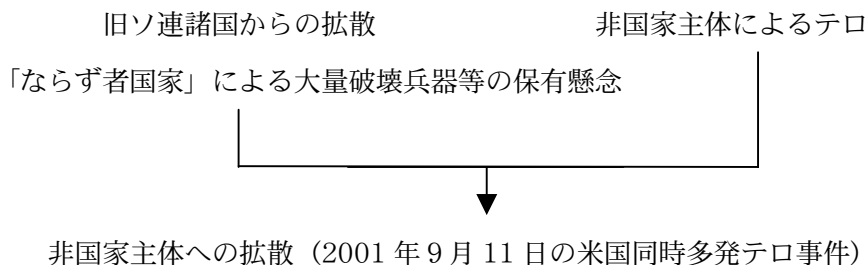 旧ソ連諸国からの拡散 非国家主体によるテロ
「ならず者国家」による大量破壊兵器等の保有懸念
非国家主体への拡散（2001 年 9 月 11 日の米国同時多発テロ事件）